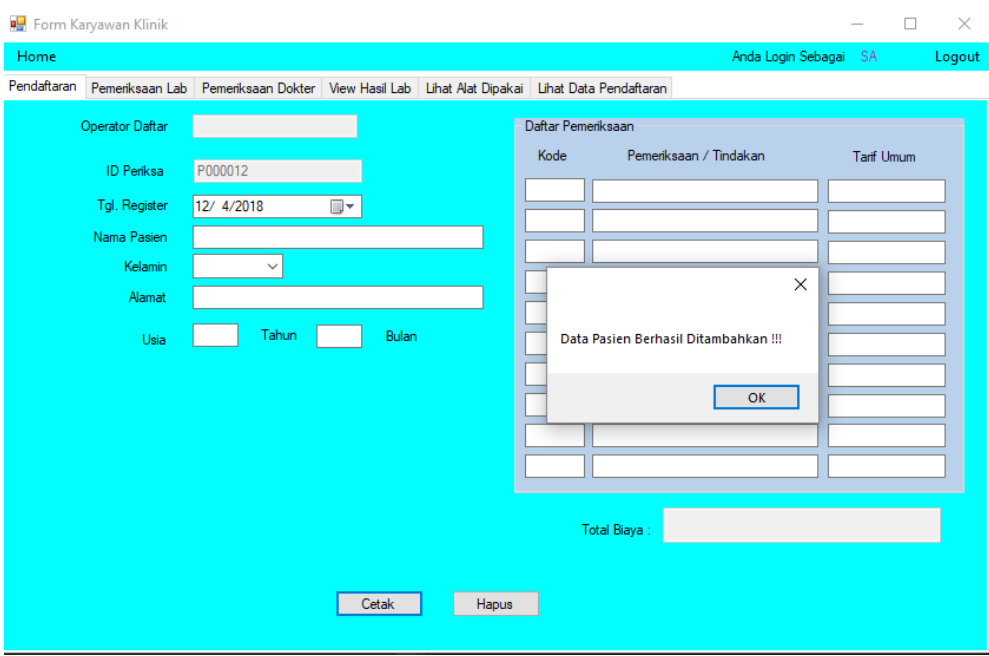 Form Karyawan Klinik
Home Anda Login Sebagai SA Logout
Pendaftaran Pemeriksaan Lab Pemeriksaan Dokter View Hasil Lab Lihat Alat Dipakai Lihat Data Pendaftaran
Operator Daftar
ID Periksa P000012
Tgl. Register 12/ 4/2018
Nama Pasien
Kelamin
Alamat
Usia Tahun Bulan
Daftar Pemeriksaan
Kode Pemeriksaan / Tindakan Tarif Umum
Data Pasien Berhasil Ditambahkan !!!
OK
Total Biaya :
Cetak Hapus